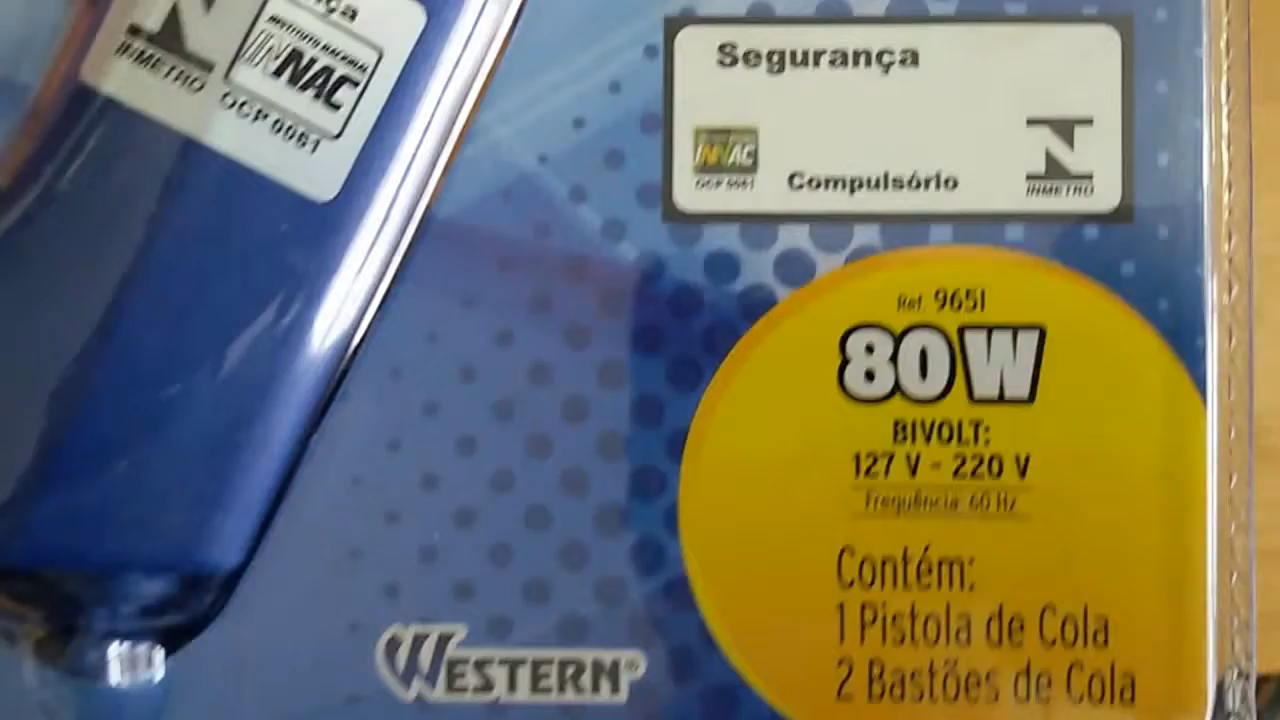 INMETRO
INSTITUTO NACIONAL
INNAC
OCP 0061
Segurança
INNAC
OCP 0061
Compulsório
INMETRO
Ref. 9651
80W
BIVOLT:
127 V - 220 V
Frequência: 60 Hz
Contém:
1 Pistola de Cola
2 Bastões de Cola
WESTERN®